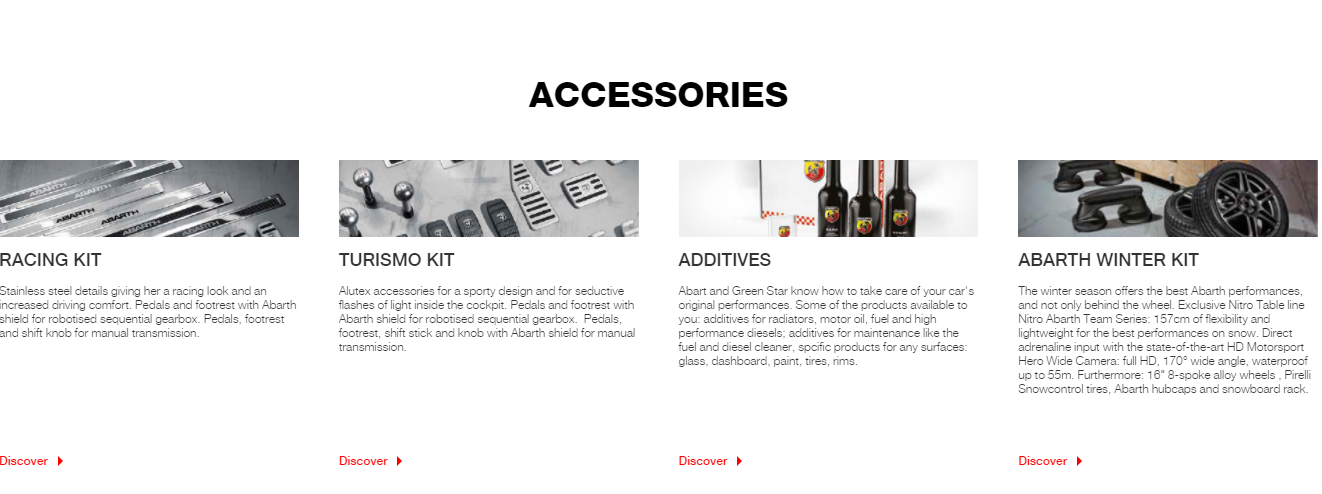 ACCESSORIES
ABARTH
ABARTH
ABARTH
ABARTH
RACING KIT
Stainless steel details giving her a racing look and an
increased driving comfort. Pedals and footrest with Abarth
shield for robotised sequential gearbox. Pedals, footrest
and shift knob for manual transmission.
Discover
TURISMO KIT
Alutex accessories for a sporty design and for seductive
flashes of light inside the cockpit. Pedals and footrest with
Abarth shield for robotised sequential gearbox.  Pedals,
footrest, shift stick and knob with Abarth shield for manual
transmission.
Discover
ADDITIVES
Abart and Green Star know how to take care of your car's
original performances. Some of the products available to
you: additives for radiators, motor oil, fuel and high
performance diesels; additives for maintenance like the
fuel and diesel cleaner, spcific products for any surfaces:
glass, dashboard, paint, tires, rims.
Discover
ABARTH WINTER KIT
The winter season offers the best Abarth performances,
and not only behind the wheel. Exclusive Nitro Table line
Nitro Abarth Team Series: 157cm of flexibility and
lightweight for the best performances on snow. Direct
adrenaline input with the state-of-the-art HD Motorsport
Hero Wide Camera: full HD, 170° wide angle, waterproof
up to 55m. Furthermore: 16" 8-spoke alloy wheels , Pirelli
Snowcontrol tires, Abarth hubcaps and snowboard rack.
Discover